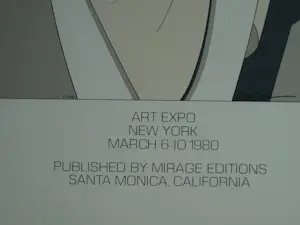 ART EXPO
NEW YORK
MARCH 6-10 1980
PUBLISHED BY MIRAGE EDITIONS
SANTA MONICA, CALIFORNIA